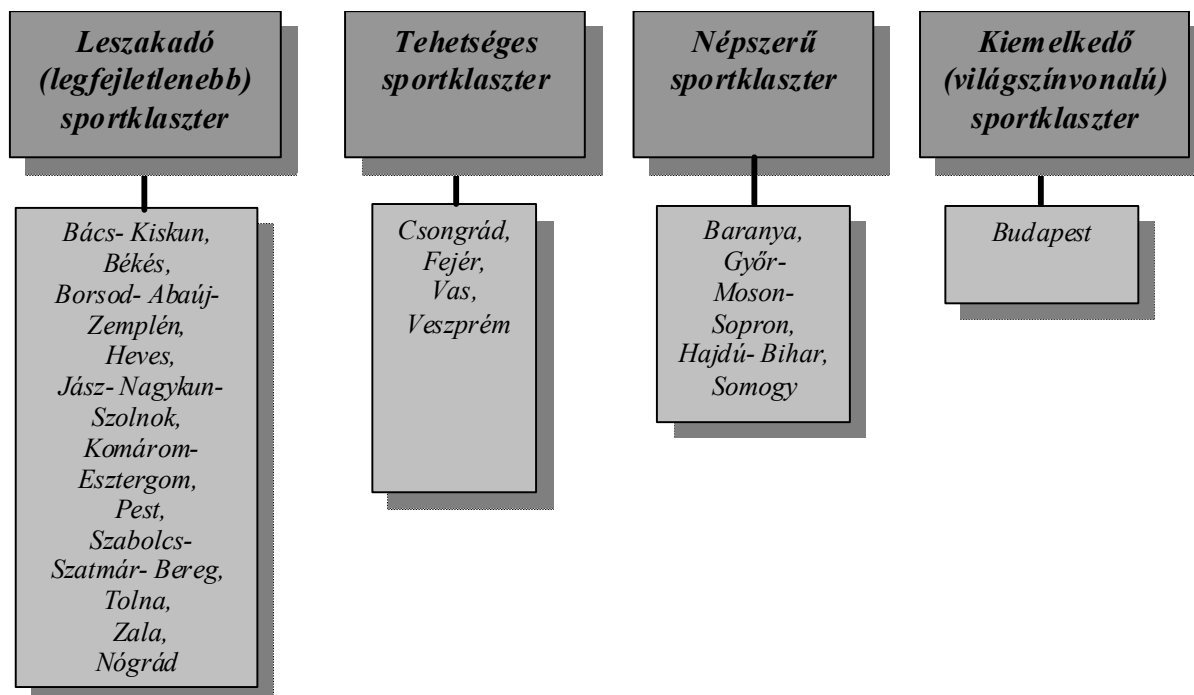 Leszakadó
(legfejletlenebb)
sportklaszter
Bács- Kiskun,
Békés,
Borsod- Abaúj-
Zemplén,
Heves,
Jász- Nagykun-
Szolnok,
Komárom-
Esztergom,
Pest,
Szabolcs-
Szatmár- Bereg,
Tolna,
Zala,
Nógrád
Tehetséges
sportklaszter
Csongrád,
Fejér,
Vas,
Veszprém
Népszerű
sportklaszter
Baranya,
Győr-
Moson-
Sopron,
Hajdú- Bihar,
Somogy
Kiemelkedő
(világszínvonalú)
sportklaszter
Budapest